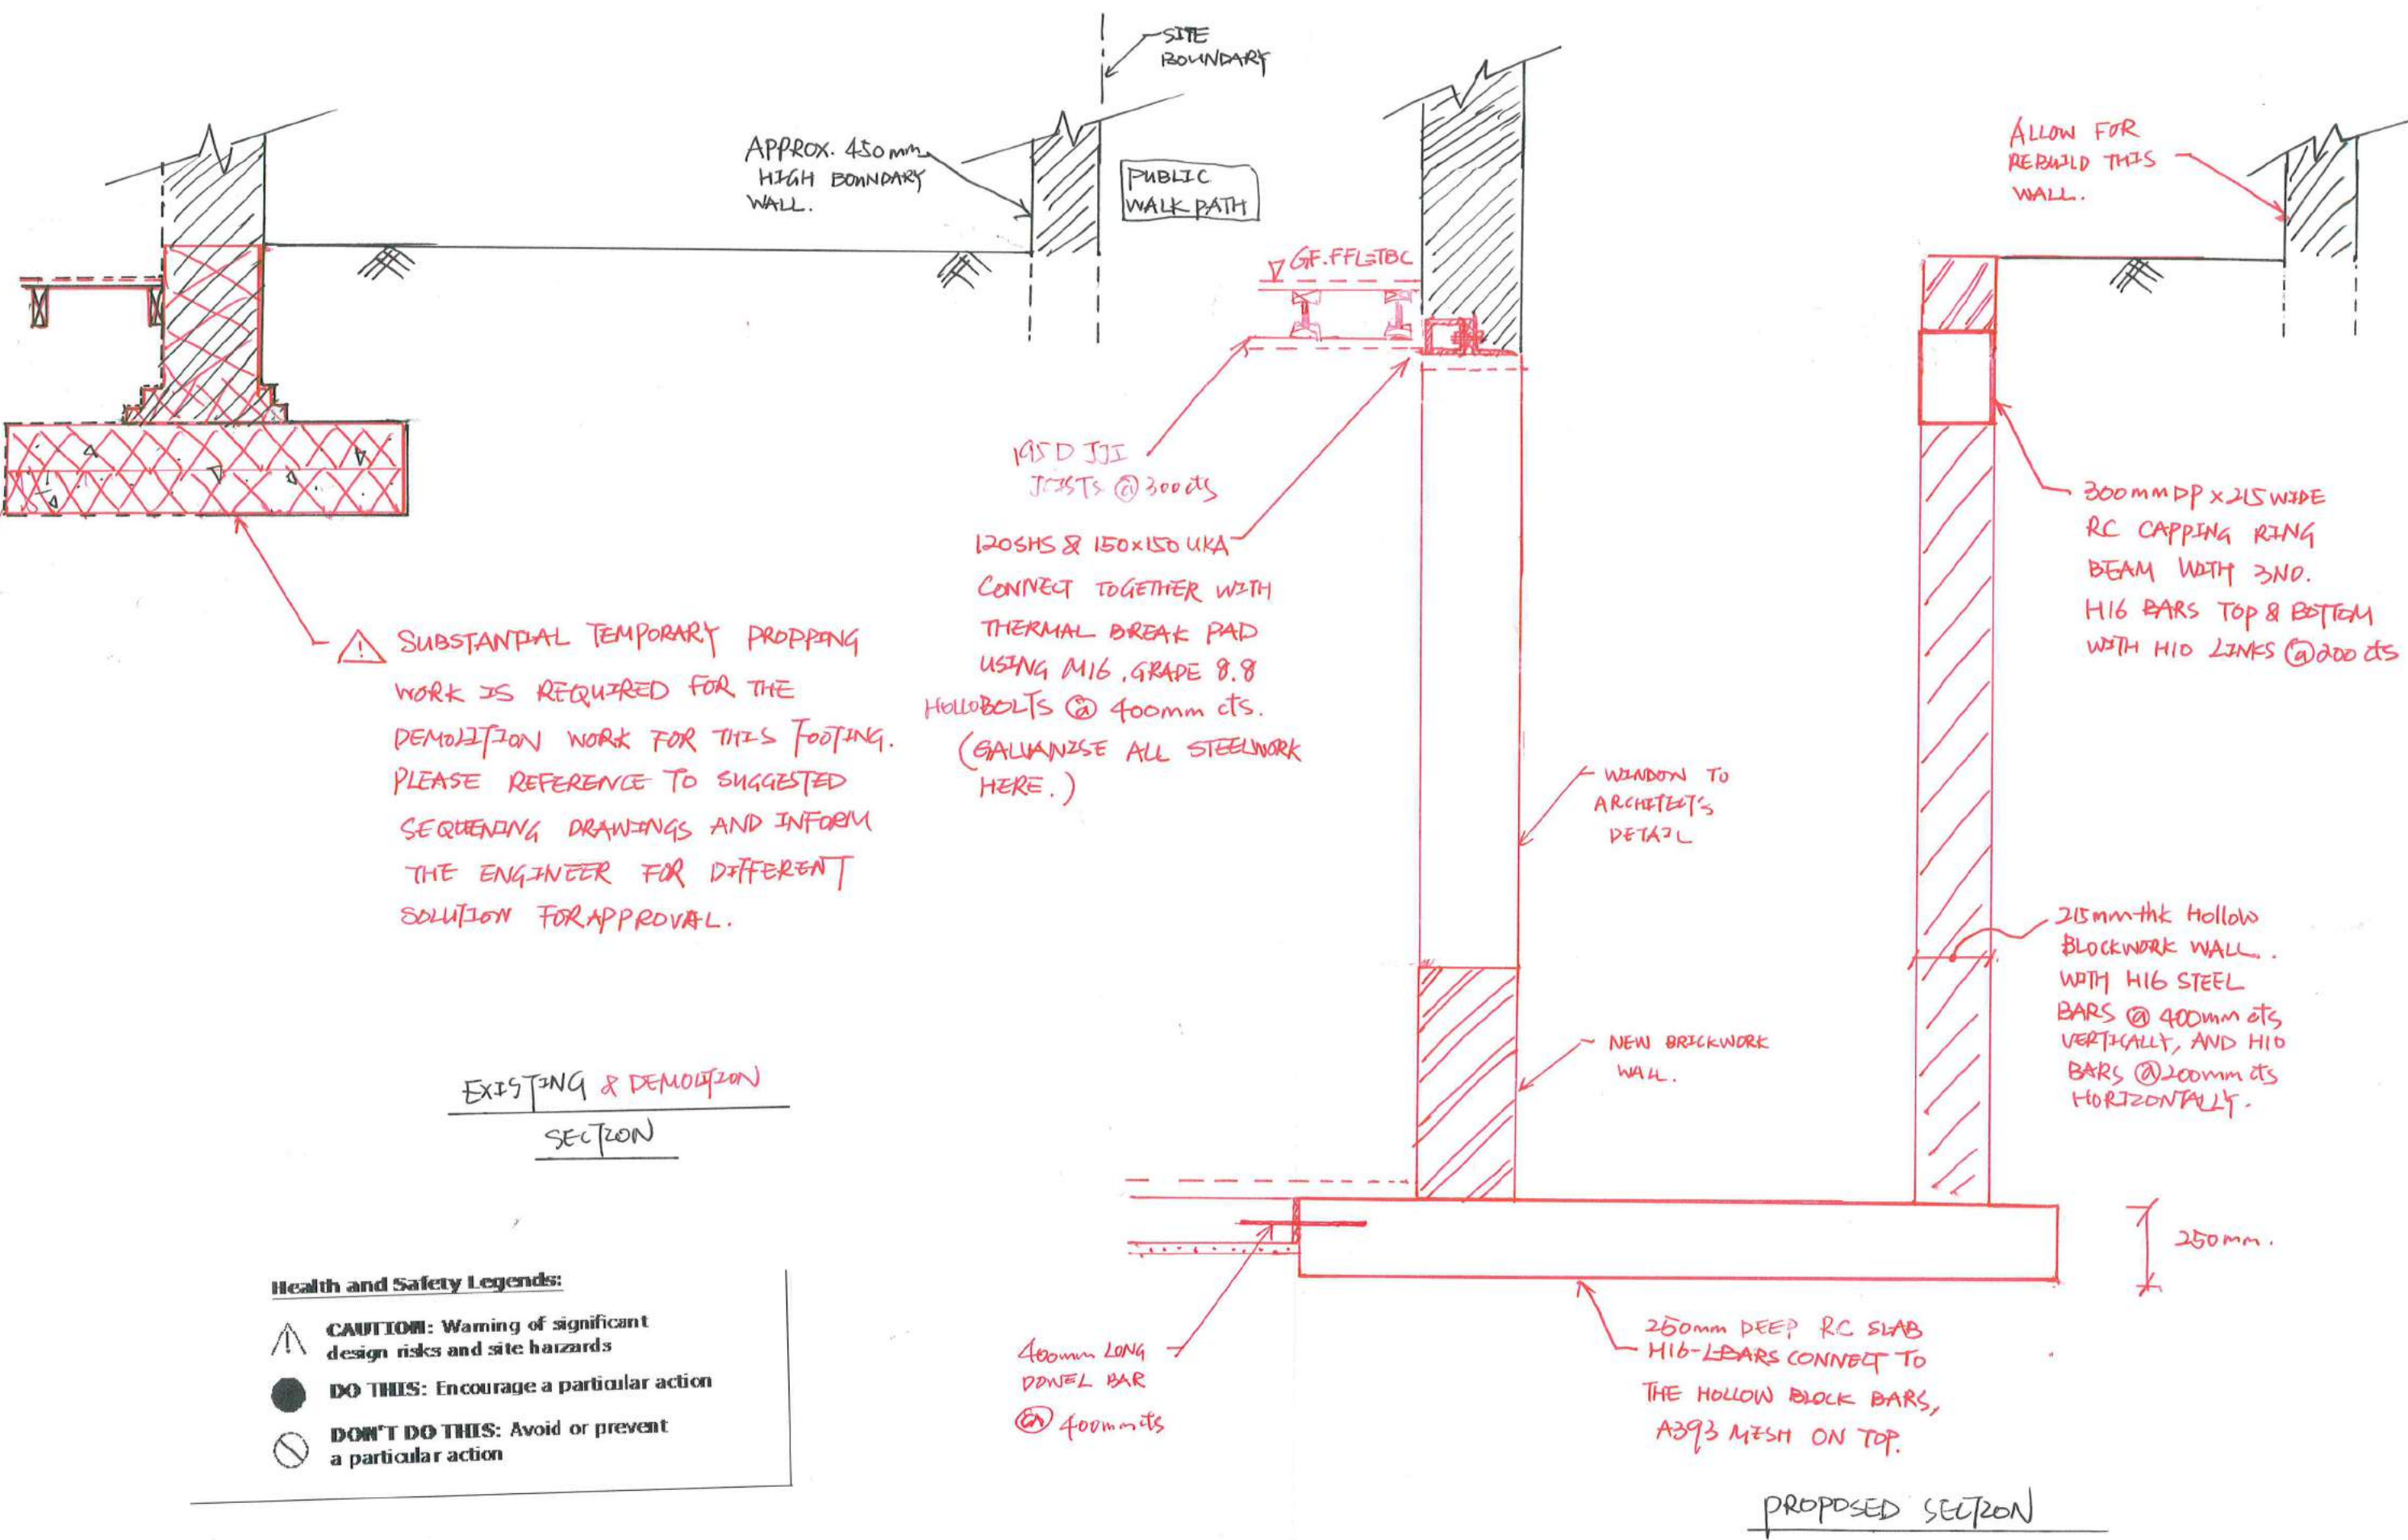 SITE
BOUNDARY
APPROX. 450mm
HIGH BOUNDARY
WALL.
PUBLIC
WALK PATH
ALLOW FOR
REBUILD THIS
WALL.
GF.FFL=TBC
195D JJI
JOISTS @ 300cts
120SHS & 150x150 UKA
CONNECT TOGETHER WITH
THERMAL BREAK PAD
USING M16, GRADE 8.8
HOLLOBOLTS @ 400mm cts.
(GALVANISE ALL STEELWORK
HERE.)
300mm DP x 215 WIDE
RC CAPPING RING
BEAM WITH 3NO.
H16 BARS TOP & BOTTOM
WITH H10 LINKS @200 cts
SUBSTANTIAL TEMPORARY PROPPING
WORK IS REQUIRED FOR THE
DEMOLITION WORK FOR THIS FOOTING.
PLEASE REFERENCE TO SUGGESTED
SEQUENING DRAWINGS AND INFORM
THE ENGINEER FOR DIFFERENT
SOLUTION FOR APPROVAL.
WINDOW TO
ARCHITECT'S
DETAIL
215mm thk Hollow
BLOCKWORK WALL.
WITH H16 STEEL
BARS @ 400mm cts
VERTICALLY, AND H10
BARS @200mm cts
HORIZONTALLY.
NEW BRICKWORK
WALL.
EXISTING & DEMOLITION
SECTION
250mm.
Health and Safety Legends:
CAUTION: Warning of significant
design risks and site harzards
DO THIS: Encourage a particular action
DON'T DO THIS: Avoid or prevent
a particular action
400mm LONG
DOWEL BAR
@ 400mm cts
250mm DEEP RC SLAB
H16-LBARS CONNECT TO
THE HOLLOW BLOCK BARS,
A393 MESH ON TOP.
PROPOSED SECTION